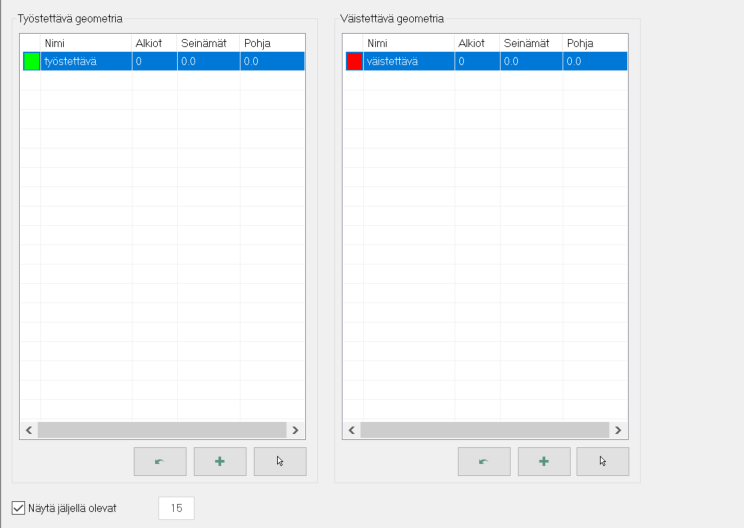 Työstettävä geometria
Nimi Alkiot Seinämät Pohja
työstettävä 0 0.0 0.0
Väistettävä geometria
Nimi Alkiot Seinämät Pohja
väistettävä 0 0.0 0.0
Näytä jäljellä olevat 15